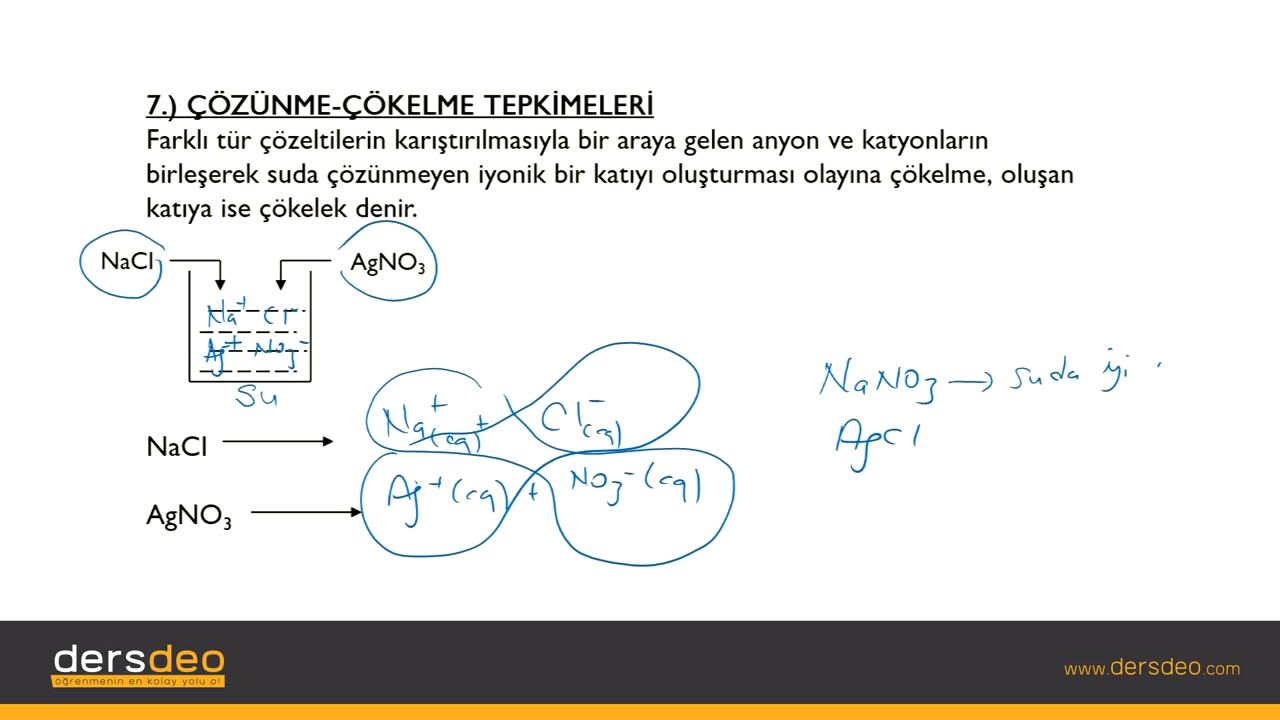 7.) ÇÖZÜNME-ÇÖKELME TEPKİMELERİ
Farklı tür çözeltilerin karıştırılmasıyla bir araya gelen anyon ve katyonların
birleşerek suda çözünmeyen iyonik bir katıyı oluşturması olayına çökelme, oluşan
katıya ise çökelek denir.
NaCl AgNO₃
Na⁺ Cl⁻
Ag⁺ NO₃⁻
Su
NaCl → Na⁺(aq) + Cl⁻(aq)
AgNO₃ → Ag⁺(aq) + NO₃⁻(aq)
NaNO₃ → suda iyi
AgCl
dersdeo
öğrenmenin en kolay yolu o!
www.dersdeo.com